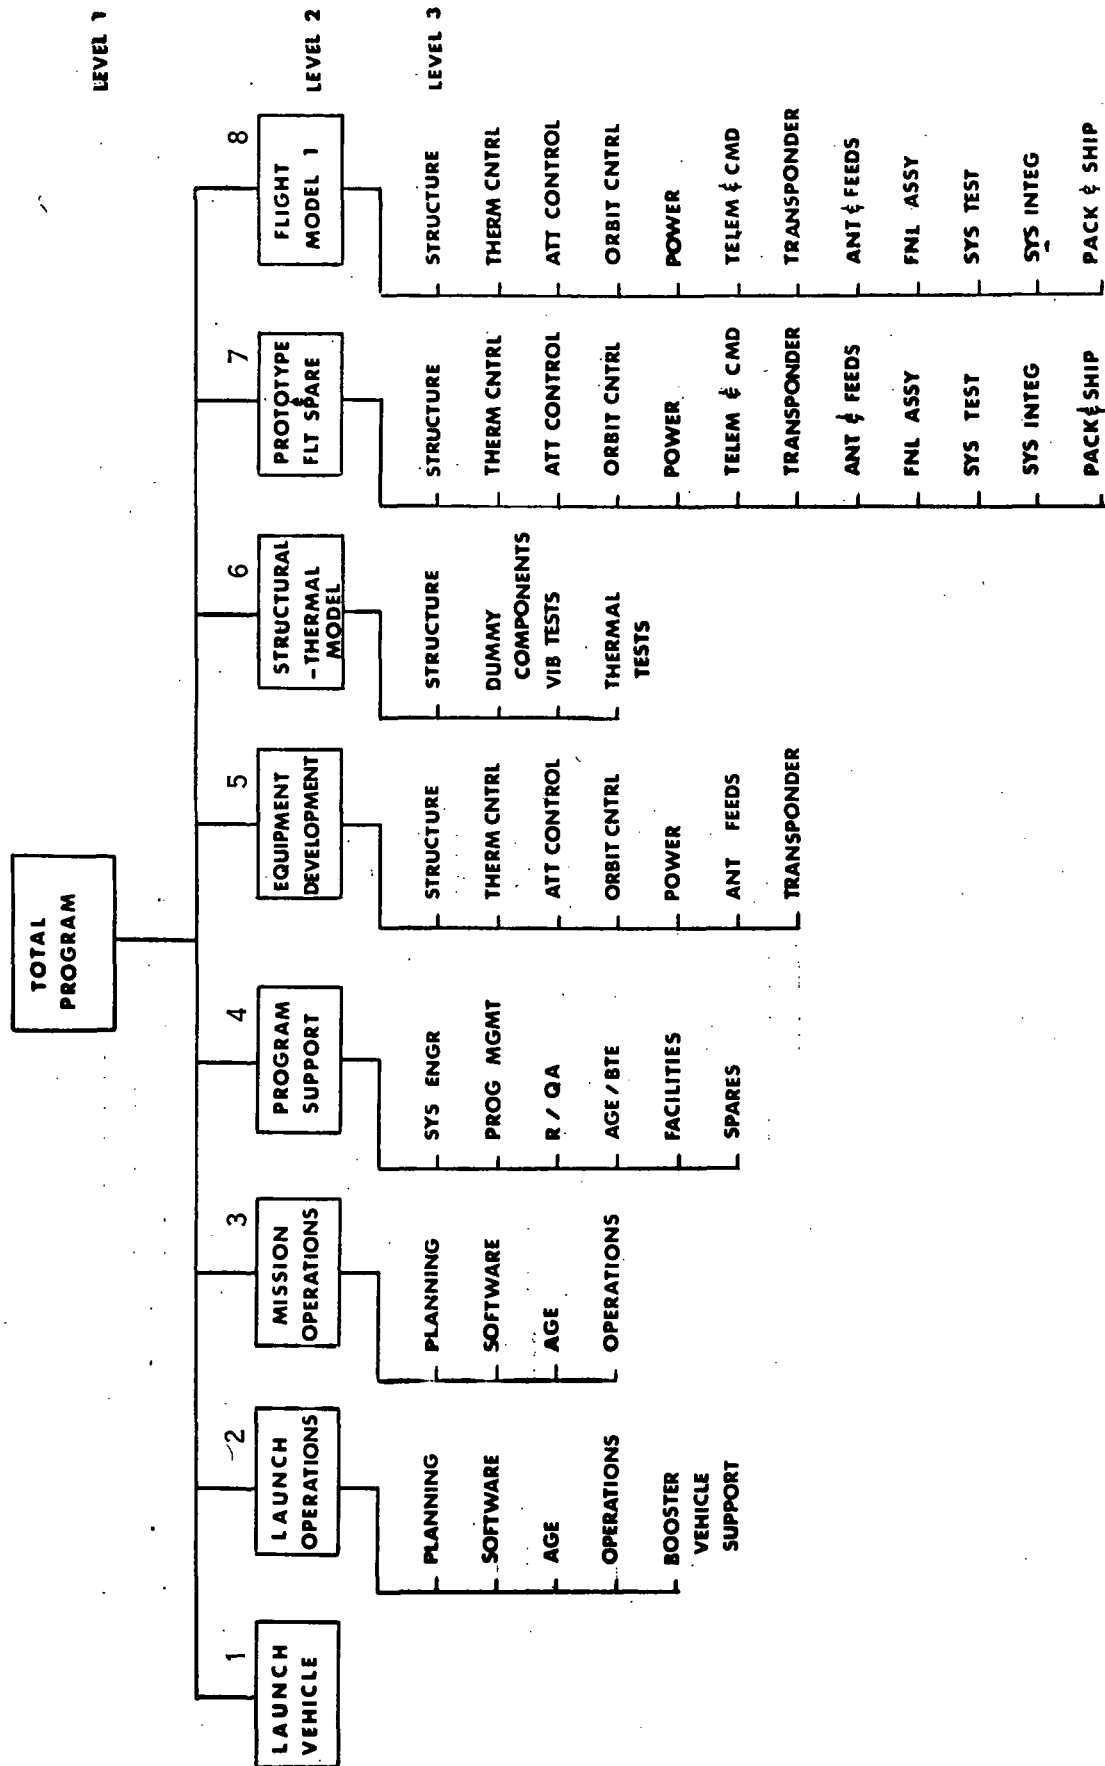 LEVEL 1
TOTAL
PROGRAM
LEVEL 2
1
LAUNCH
VEHICLE
2
LAUNCH
OPERATIONS
3
MISSION
OPERATIONS
4
PROGRAM
SUPPORT
5
EQUIPMENT
DEVELOPMENT
6
STRUCTURAL
-THERMAL
MODEL
7
PROTOTYPE
&
FLT SPARE
8
FLIGHT
MODEL 1
LEVEL 3
PLANNING
SOFTWARE
AGE
OPERATIONS
BOOSTER
VEHICLE
SUPPORT
PLANNING
SOFTWARE
AGE
OPERATIONS
SYS ENGR
PROG MGMT
R / QA
AGE / BTE
FACILITIES
SPARES
STRUCTURE
THERM CNTRL
ATT CONTROL
ORBIT CNTRL
POWER
ANT FEEDS
TRANSPONDER
STRUCTURE
DUMMY
COMPONENTS
VIB TESTS
THERMAL
TESTS
STRUCTURE
THERM CNTRL
ATT CONTROL
ORBIT CNTRL
POWER
TELEM & CMD
TRANSPONDER
ANT & FEEDS
FNL ASSY
SYS TEST
SYS INTEG
PACK & SHIP
STRUCTURE
THERM CNTRL
ATT CONTROL
ORBIT CNTRL
POWER
TELEM & CMD
TRANSPONDER
ANT & FEEDS
FNL ASSY
SYS TEST
SYS INTEG
PACK & SHIP